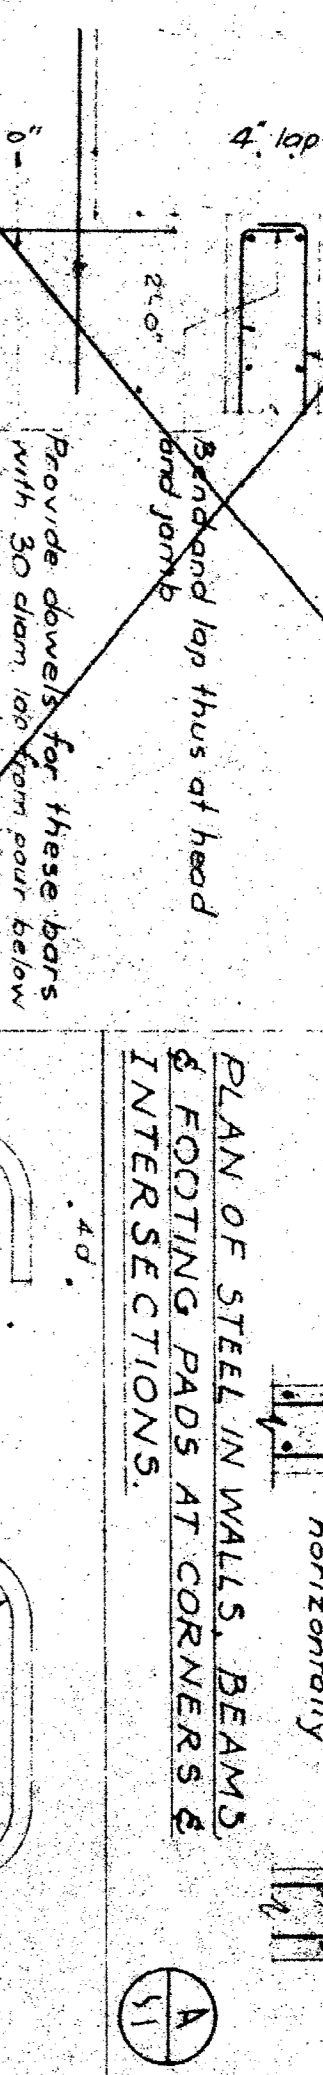 4" lap
0"
2'-0"
Bend and lap thus at head
and jamb
Provide dowels for these bars
with 30 diam. lap from pour below
horizontally
PLAN OF STEEL IN WALLS, BEAMS
& FOOTING PADS AT CORNERS &
INTERSECTIONS.
4d
A
S1